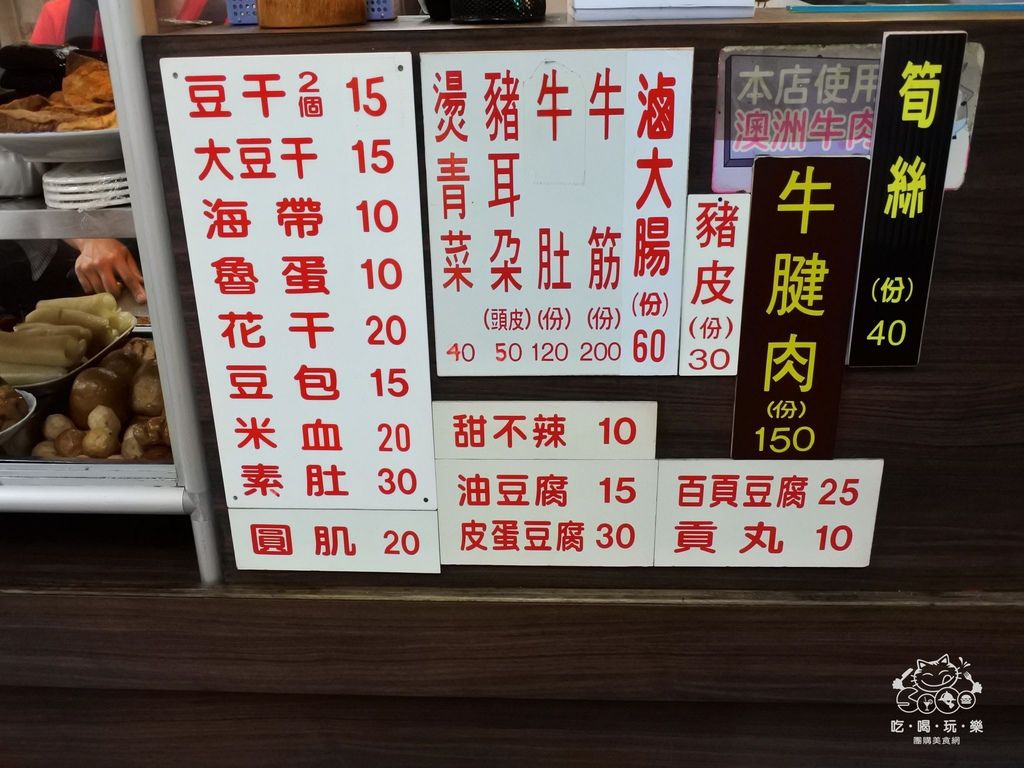 豆干2個 15
大豆干 15
海帶 10
魯蛋 10
花干 20
豆包 15
米血 20
素肚 30
圓肌 20
燙青菜 40
豬耳朵(頭皮) 50
牛肚(份) 120
牛筋(份) 200
滷大腸(份) 60
甜不辣 10
油豆腐 15
皮蛋豆腐 30
百頁豆腐 25
貢丸 10
豬皮(份) 30
牛腱肉(份) 150
筍絲(份) 40
本店使用
澳洲牛肉
吃·喝·玩·樂
團購美食網